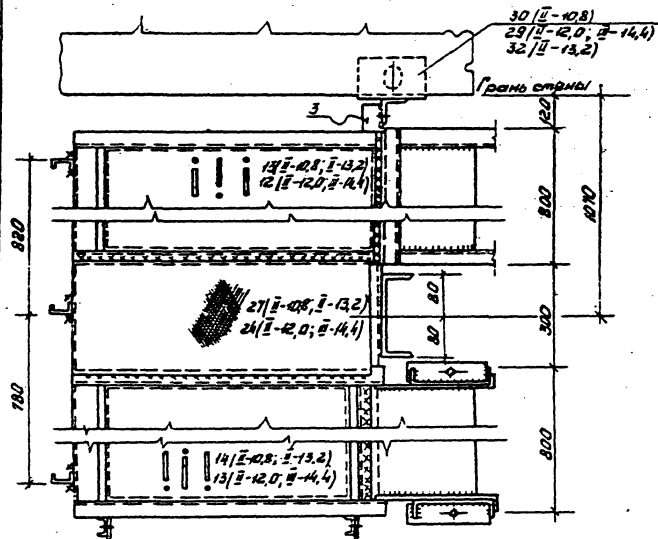 30 (II-10,8)
29 (II-12,0; III-14,4)
32 (II-13,2)
Грань стены
3
120
13(II-10,8; II-13,2)
12(II-12,0; III-14,4)
820
800
1070
27(II-10,8; II-13,2)
24(II-12,0; III-14,4)
80
80
300
780
14(II-10,8; II-13,2)
13(II-12,0; III-14,4)
800